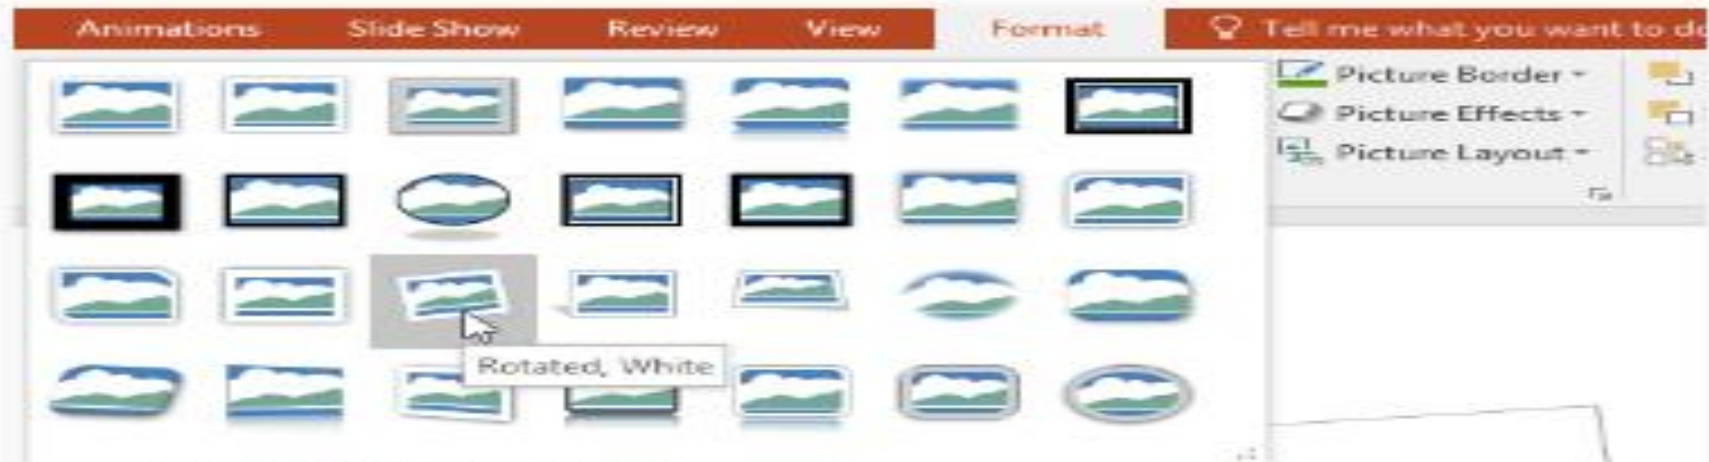 Animations Slide Show Review View Format Tell me what you want to do
Picture Border
Picture Effects
Picture Layout
Rotated, White